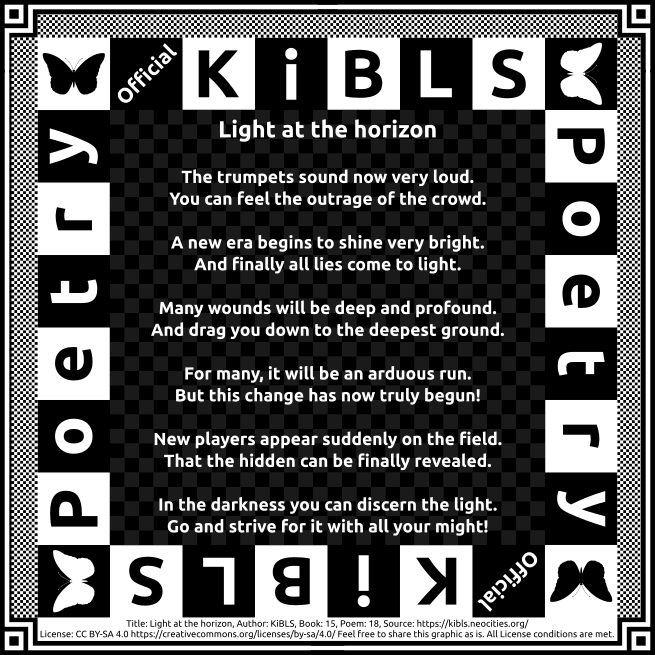 Official KiBLS
Poetry
Poetry
Light at the horizon
The trumpets sound now very loud.
You can feel the outrage of the crowd.
A new era begins to shine very bright.
And finally all lies come to light.
Many wounds will be deep and profound.
And drag you down to the deepest ground.
For many, it will be an arduous run.
But this change has now truly begun!
New players appear suddenly on the field.
That the hidden can be finally revealed.
In the darkness you can discern the light.
Go and strive for it with all your might!
Official KiBLS
Title: Light at the horizon, Author: KiBLS, Book: 15, Poem: 18, Source: https://kibls.neocities.org/
License: CC BY-SA 4.0 https://creativecommons.org/licenses/by-sa/4.0/ Feel free to share this graphic as is. All License conditions are met.